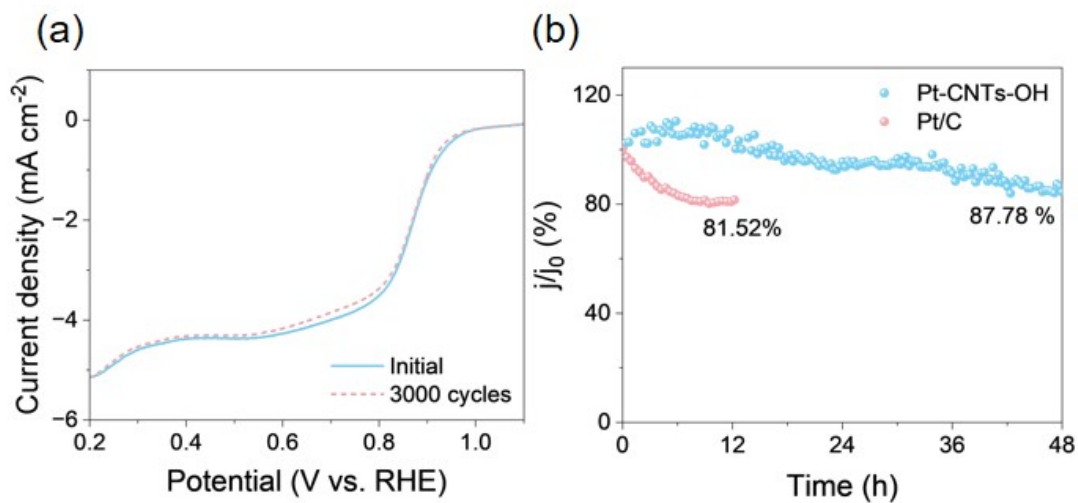 (a)
Current density (mA cm⁻²)
0
−2
−4
−6
0.2 0.4 0.6 0.8 1.0
Potential (V vs. RHE)
Initial
3000 cycles
(b)
j/j₀ (%)
120
80
40
0
0 12 24 36 48
Time (h)
Pt-CNTs-OH
Pt/C
81.52%
87.78 %